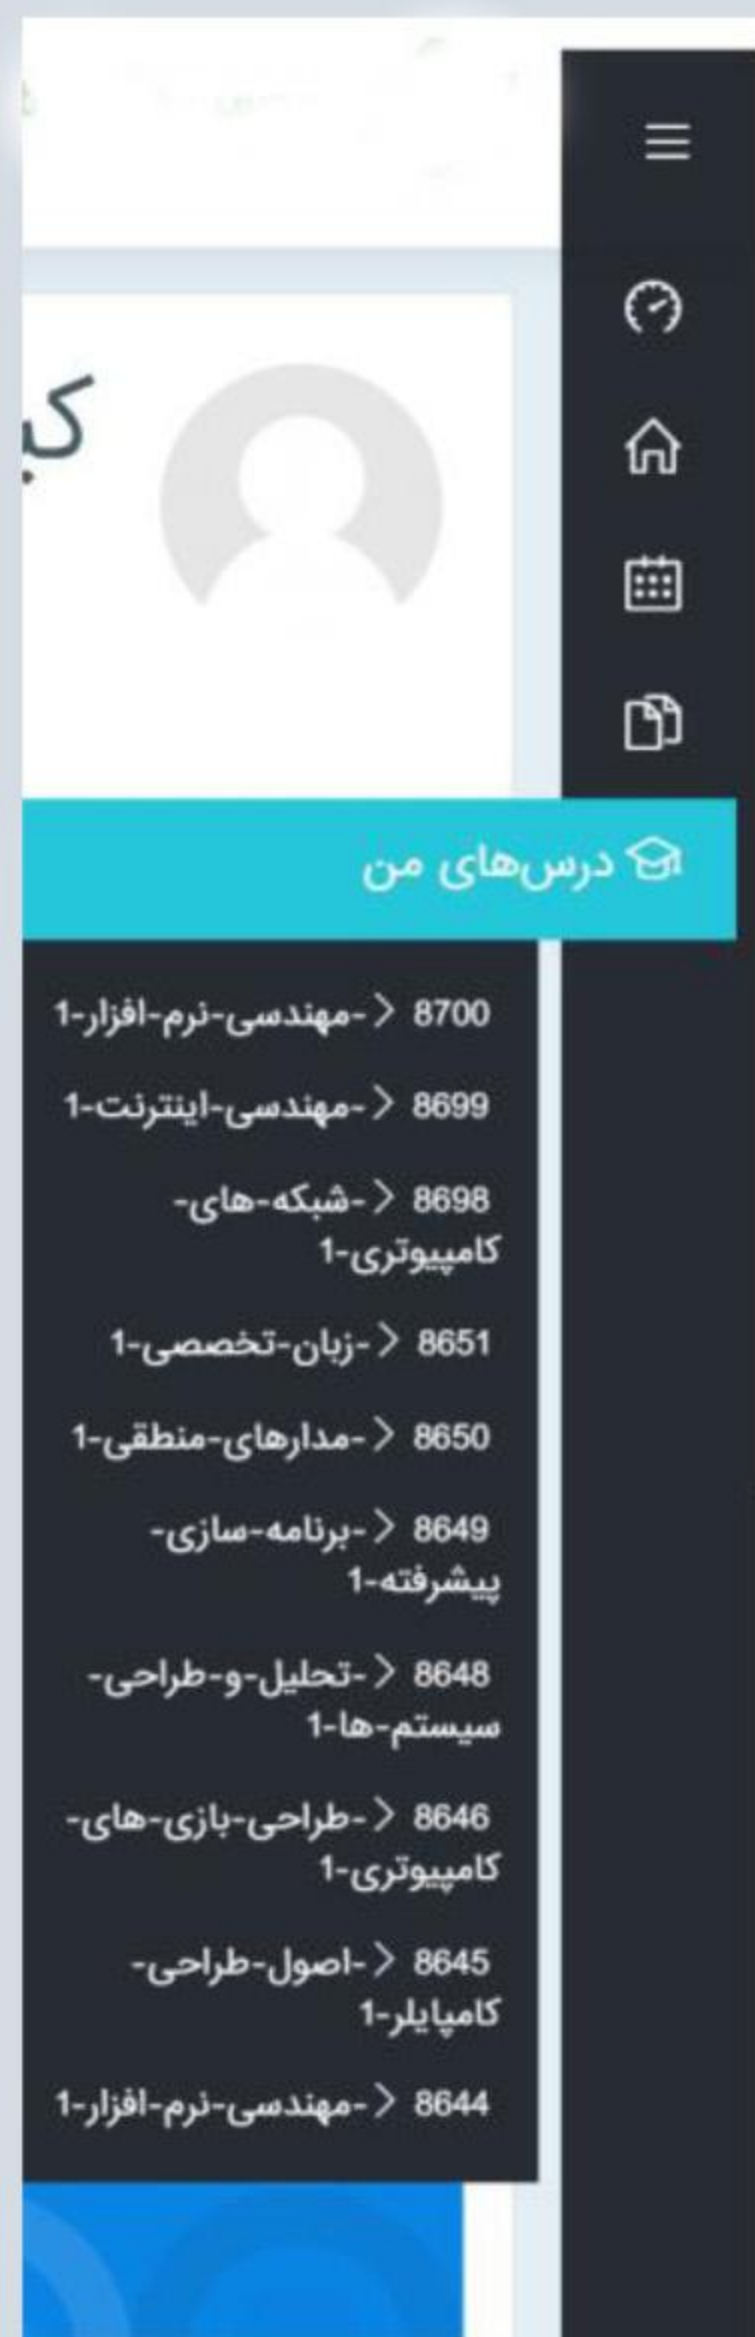 درس‌های من
8700 -مهندسی-نرم-افزار-1
8699 -مهندسی-اینترنت-1
8698 -شبکه-های-
کامپیوتری-1
8651 -زبان-تخصصی-1
8650 -مدارهای-منطقی-1
8649 -برنامه-سازی-
پیشرفته-1
8648 -تحلیل-و-طراحی-
سیستم-ها-1
8646 -طراحی-بازی-های-
کامپیوتری-1
8645 -اصول-طراحی-
کامپایلر-1
8644 -مهندسی-نرم-افزار-1